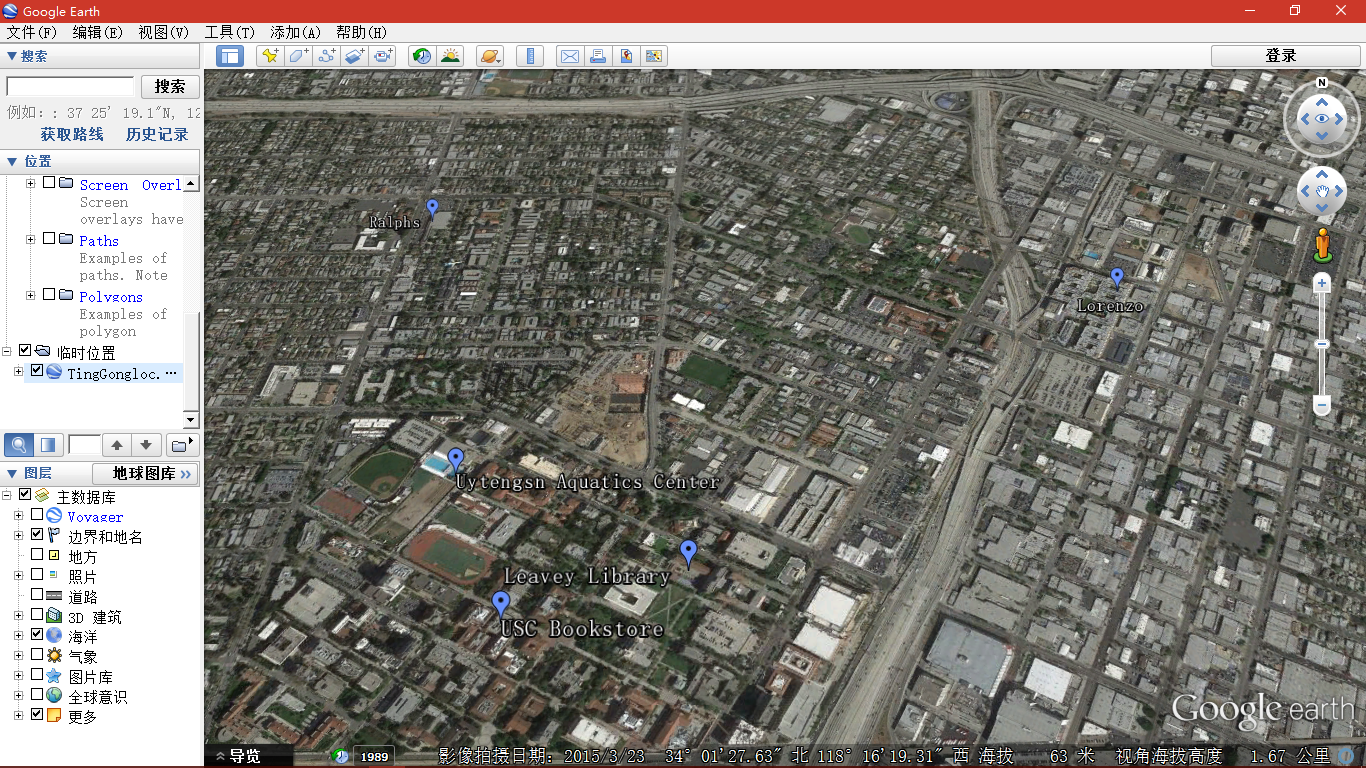 Google Earth
文件(F) 编辑(E) 视图(V) 工具(T) 添加(A) 帮助(H)
搜索
登录
搜索
例如: : 37 25' 19.1"N, 12
获取路线 历史记录
位置
Screen Overl
Screen
overlays have
Paths
Examples of
paths. Note
Polygons
Examples of
polygon
临时位置
TingGongloc. ...
图层
地球图库 >>
主数据库
Voyager
边界和地名
地方
照片
道路
3D 建筑
海洋
气象
图片库
全球意识
更多
N
Ralphs
Lorenzo
Uytengsn Aquatics Center
Leavey Library
USC Bookstore
Google earth
导览
1989
影像拍摄日期: 2015/3/23 34° 01'27.63" 北 118° 16'19.31" 西 海拔 63 米 视角海拔高度 1.67 公里